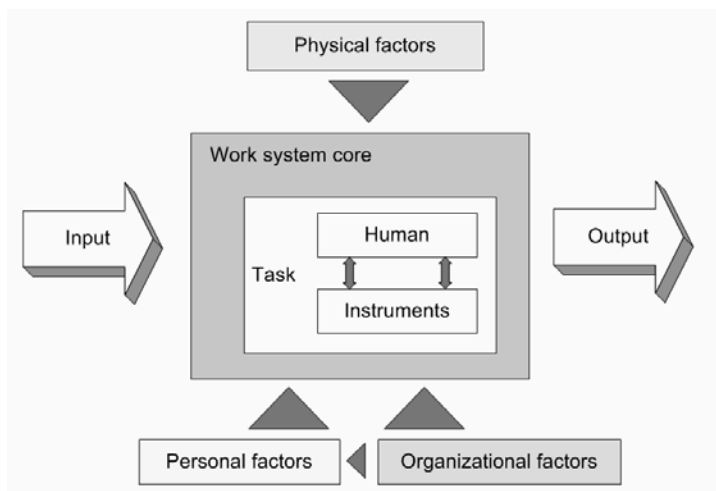 Physical factors
Work system core
Input
Human
Output
Task
Instruments
Personal factors
Organizational factors